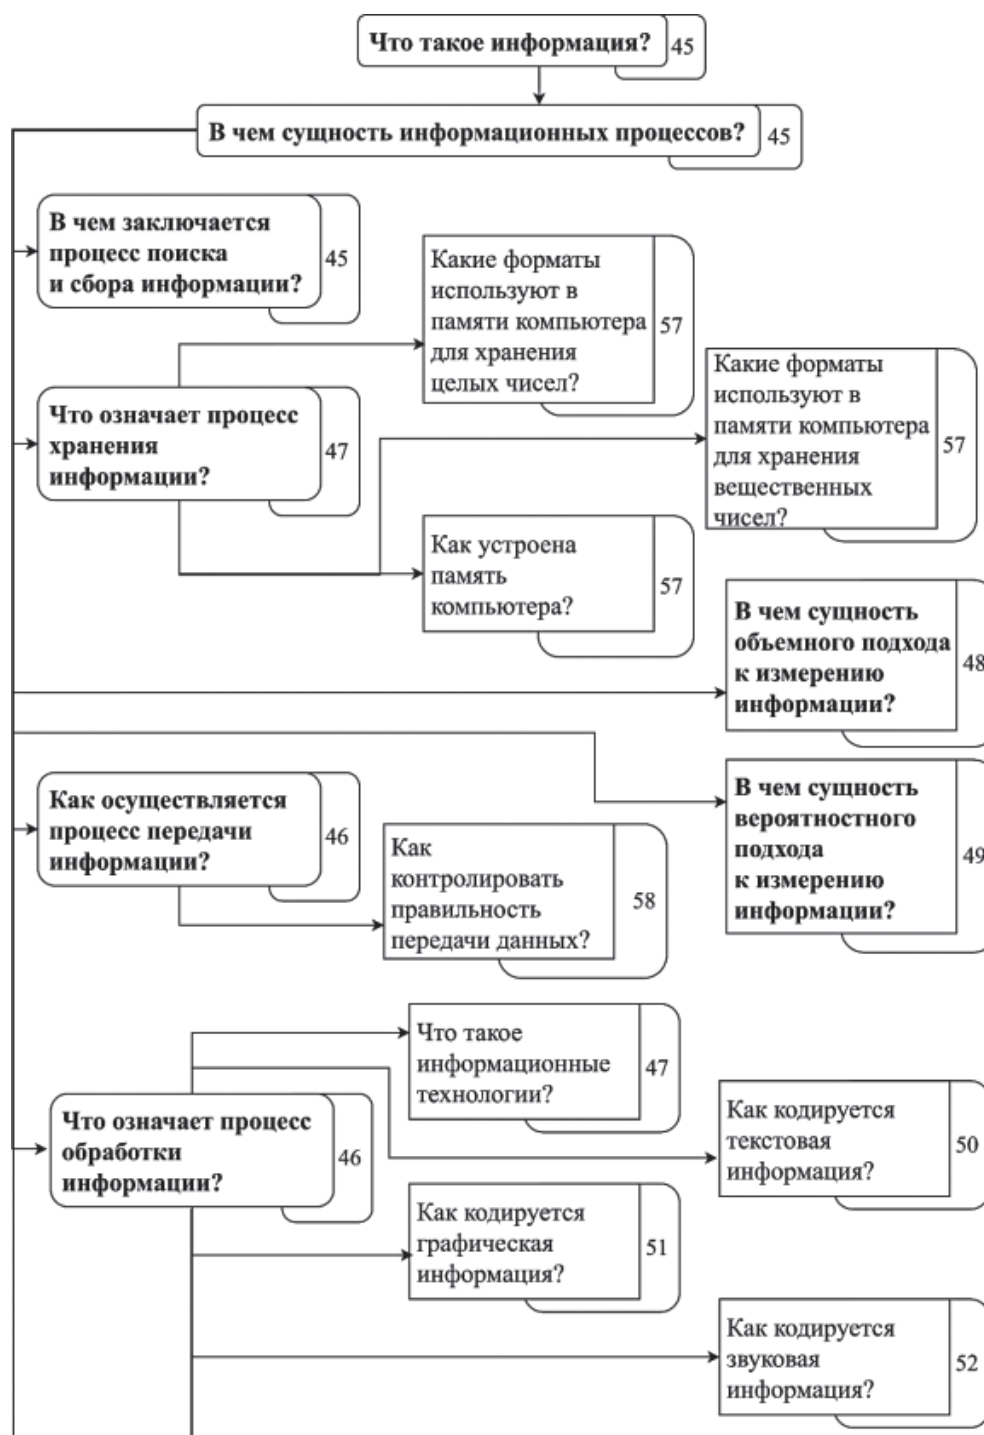 Что такое информация?
45
В чем сущность информационных процессов?
45
В чем заключается
процесс поиска
и сбора информации?
45
Какие форматы
используют в
памяти компьютера
для хранения
целых чисел?
57
Какие форматы
используют в
памяти компьютера
для хранения
вещественных
чисел?
57
Что означает процесс
хранения
информации?
47
Как устроена
память
компьютера?
57
В чем сущность
объемного подхода
к измерению
информации?
48
В чем сущность
вероятностного
подхода
к измерению
информации?
49
Как осуществляется
процесс передачи
информации?
46
Как
контролировать
правильность
передачи данных?
58
Что такое
информационные
технологии?
47
Что означает процесс
обработки
информации?
46
Как кодируется
текстовая
информация?
50
Как кодируется
графическая
информация?
51
Как кодируется
звуковая
информация?
52